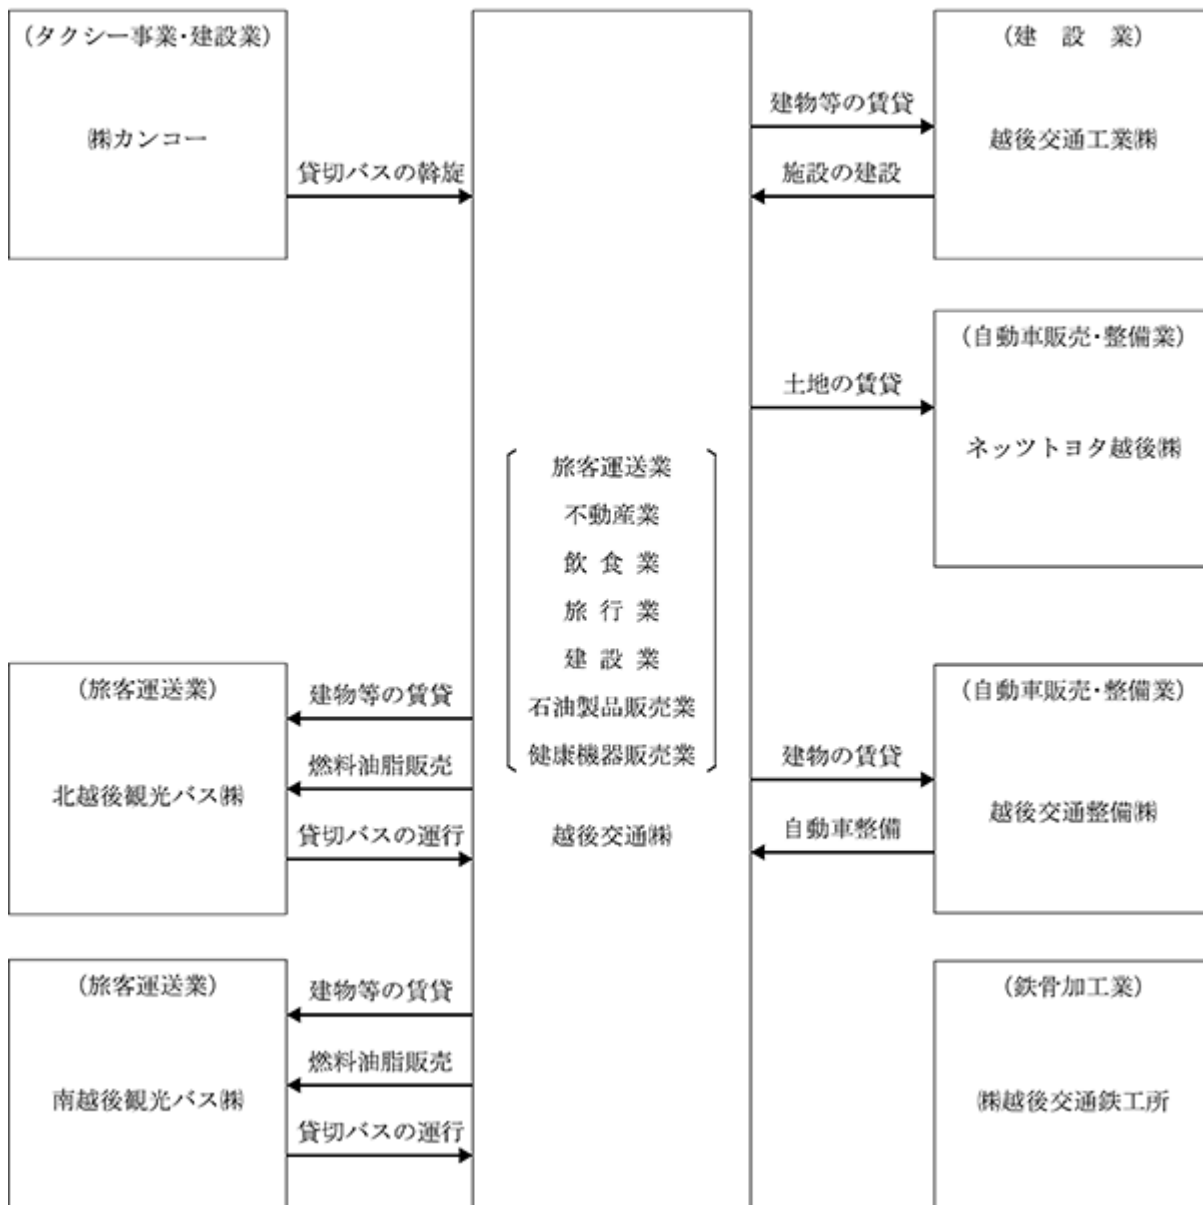 (タクシー事業・建設業)
㈱カンコー
貸切バスの斡旋
(旅客運送業)
北越後観光バス㈱
建物等の賃貸
燃料油脂販売
貸切バスの運行
(旅客運送業)
南越後観光バス㈱
建物等の賃貸
燃料油脂販売
貸切バスの運行
旅客運送業
不動産業
飲食業
旅行業
建設業
石油製品販売業
健康機器販売業
越後交通㈱
建物等の賃貸
施設の建設
(建設業)
越後交通工業㈱
土地の賃貸
(自動車販売・整備業)
ネッツトヨタ越後㈱
建物の賃貸
自動車整備
(自動車販売・整備業)
越後交通整備㈱
(鉄骨加工業)
㈱越後交通鉄工所